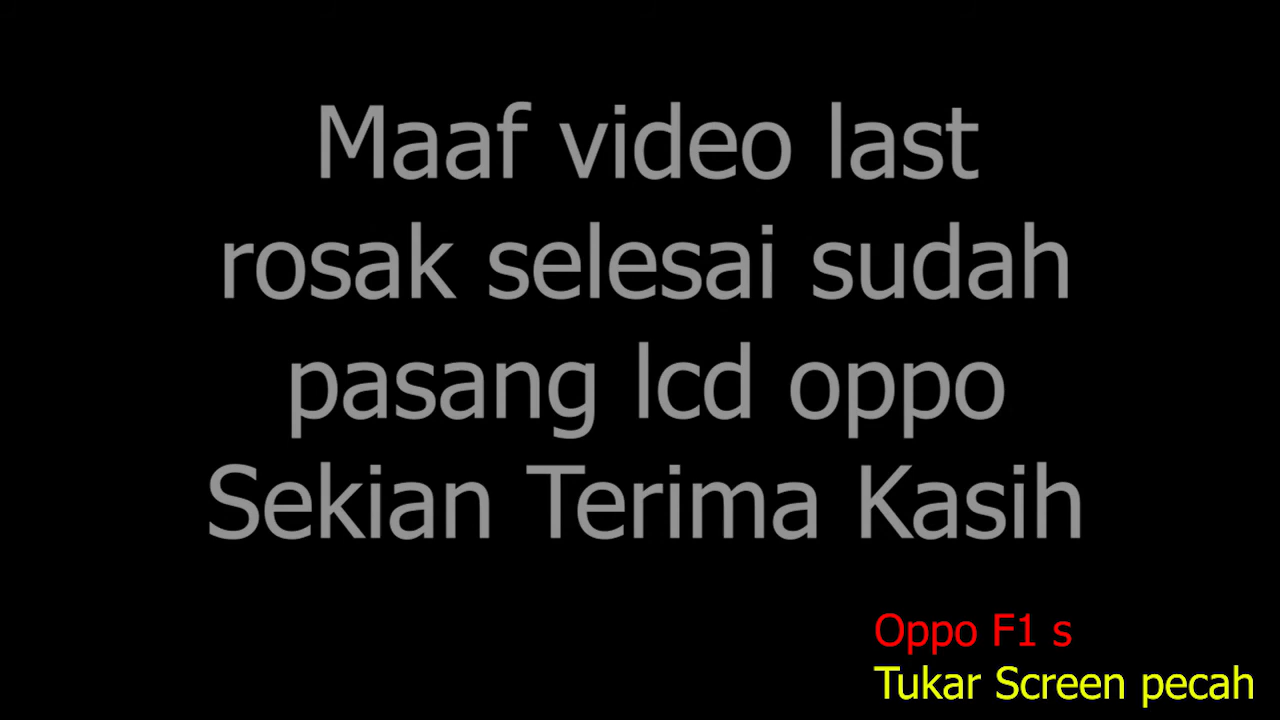 Maaf video last
rosak selesai sudah
pasang lcd oppo
Sekian Terima Kasih
Oppo F1 s
Tukar Screen pecah